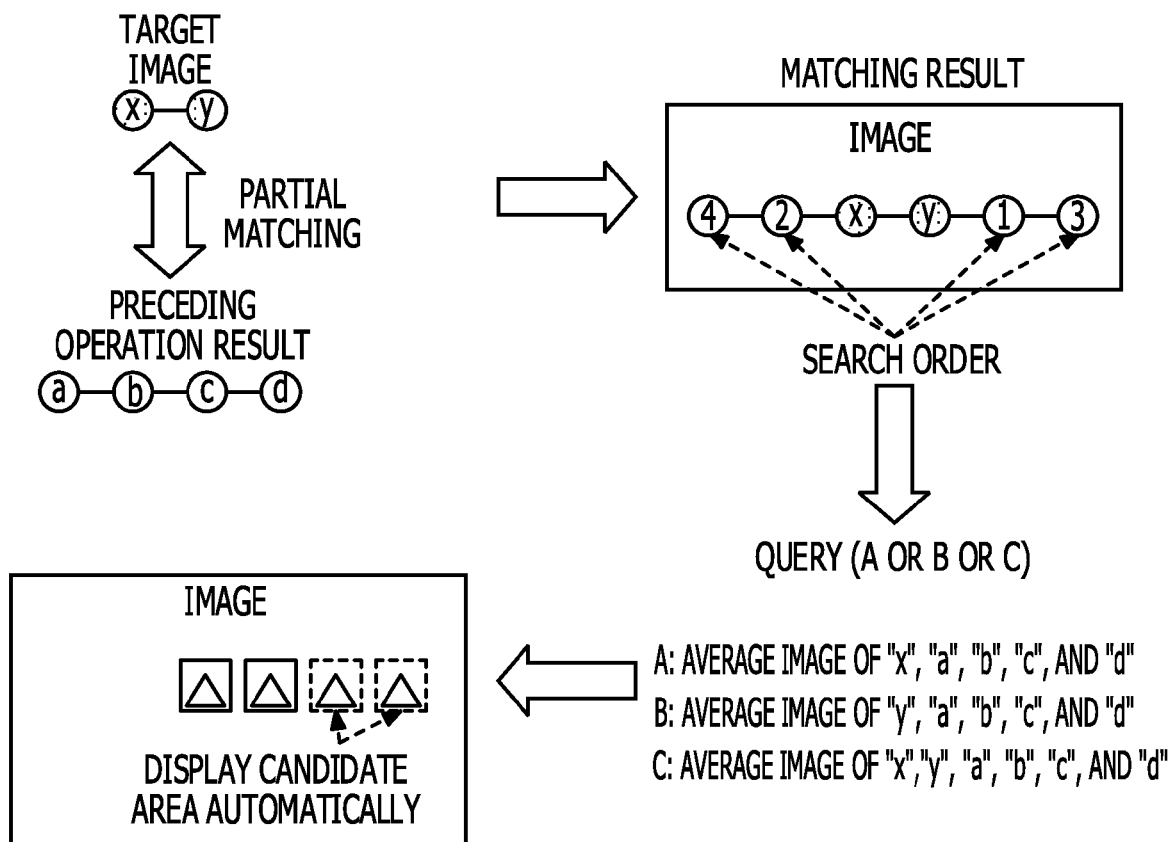 TARGET
IMAGE
x: :y
PARTIAL
MATCHING
PRECEDING
OPERATION RESULT
a b c d
MATCHING RESULT
IMAGE
4 2 x: :y: 1 3
SEARCH ORDER
QUERY (A OR B OR C)
A: AVERAGE IMAGE OF "x", "a", "b", "c", AND "d"
B: AVERAGE IMAGE OF "y", "a", "b", "c", AND "d"
C: AVERAGE IMAGE OF "x","y", "a", "b", "c", AND "d"
IMAGE
DISPLAY CANDIDATE
AREA AUTOMATICALLY